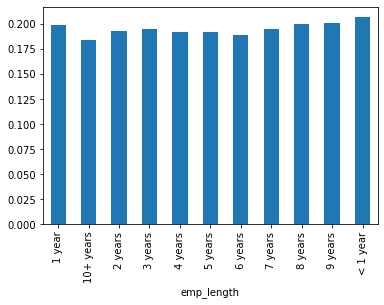 0.200
0.175
0.150
0.125
0.100
0.075
0.050
0.025
0.000
1 year
10+ years
2 years
3 years
4 years
5 years
6 years
7 years
8 years
9 years
< 1 year
emp_length